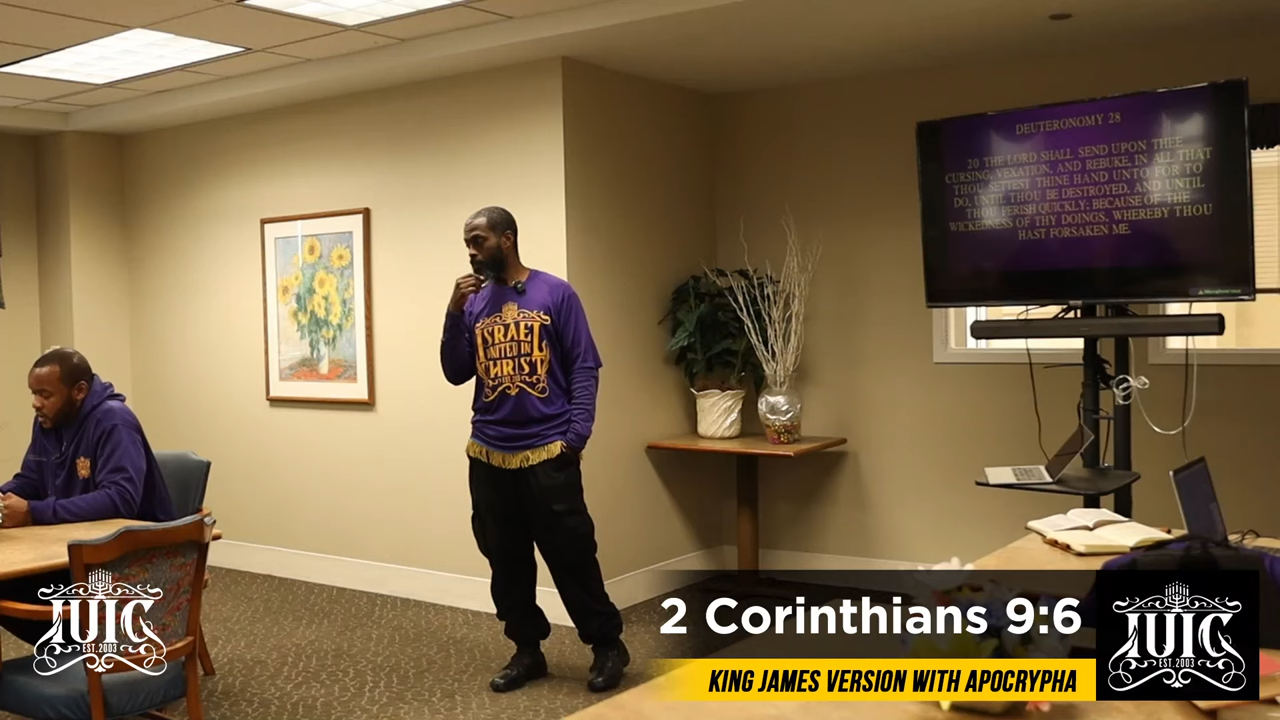 DEUTERONOMY 28
20 THE LORD SHALL SEND UPON THEE
CURSING, VEXATION, AND REBUKE, IN ALL THAT
THOU SETTEST THINE HAND UNTO FOR TO
DO, UNTIL THOU BE DESTROYED, AND UNTIL
THOU PERISH QUICKLY; BECAUSE OF THE
WICKEDNESS OF THY DOINGS, WHEREBY THOU
HAST FORSAKEN ME.
ISRAEL
UNITED IN
CHRIST
EST. 2003
IUIC
EST. 2003
2 Corinthians 9:6
KING JAMES VERSION WITH APOCRYPHA
IUIC
EST. 2003